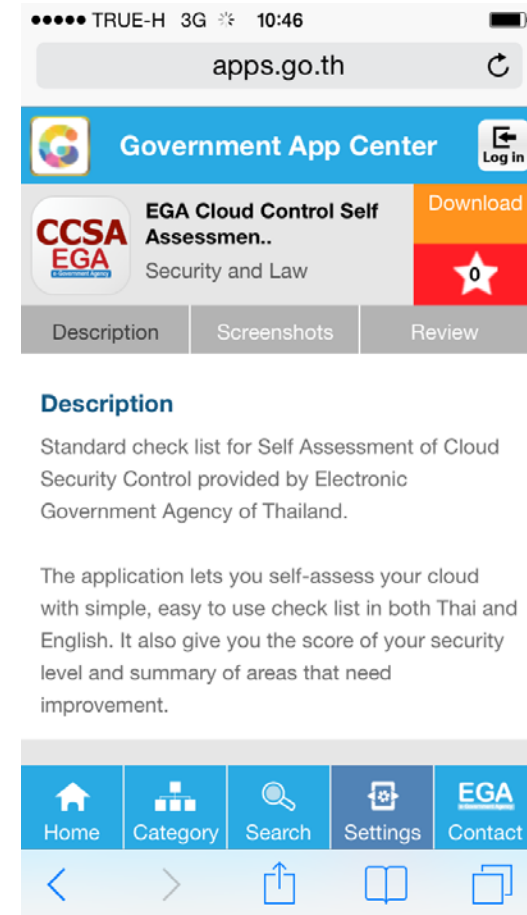 TRUE-H 3G 10:46
apps.go.th
Government App Center
Log in
CCSA
EGA
e-Government Agency
EGA Cloud Control Self
Assessmen..
Security and Law
Download
0
Description Screenshots Review
Description
Standard check list for Self Assessment of Cloud
Security Control provided by Electronic
Government Agency of Thailand.
The application lets you self-assess your cloud
with simple, easy to use check list in both Thai and
English. It also give you the score of your security
level and summary of areas that need
improvement.
EGA
e-Government Agency
Home Category Search Settings Contact